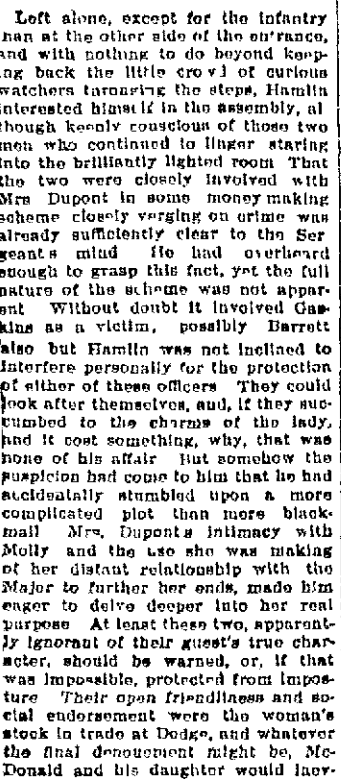 Left alone, except for the infantry
man at the other side of the entrance,
and with nothing to do beyond keep-
ing back the little crowd of curious
watchers thronging the steps, Hamlin
interested himself in the assembly, al
though keenly conscious of those two
men who continued to linger staring
into the brilliantly lighted room That
the two were closely involved with
Mrs Dupont in some money making
scheme closely verging on crime was
already sufficiently clear to the Ser
geant s mind He had overheard
enough to grasp this fact, yet the full
nature of the scheme was not appar-
ent Without doubt it involved Gas-
kins as a victim, possibly Barrett
also but Hamlin was not inclined to
interfere personally for the protection
of either of these officers They could
look after themselves, and, if they suc-
cumbed to the charms of the lady,
and it cost something, why, that was
none of his affair But somehow the
suspicion had come to him that he had
accidentally stumbled upon a more
complicated plot than mere black-
mail Mrs. Dupont s intimacy with
Molly and the use she was making
of her distant relationship with the
Major to further her ends, made him
eager to delve deeper into her real
purpose At least these two, apparent-
ly ignorant of their guest's true char-
acter, should be warned, or, if that
was impossible, protected from impos-
ture Their open friendliness and so-
cial endorsement were the woman's
stock in trade at Dodge, and whatever
the final denouement might be, Mc-
Donald and his daughter would inev-